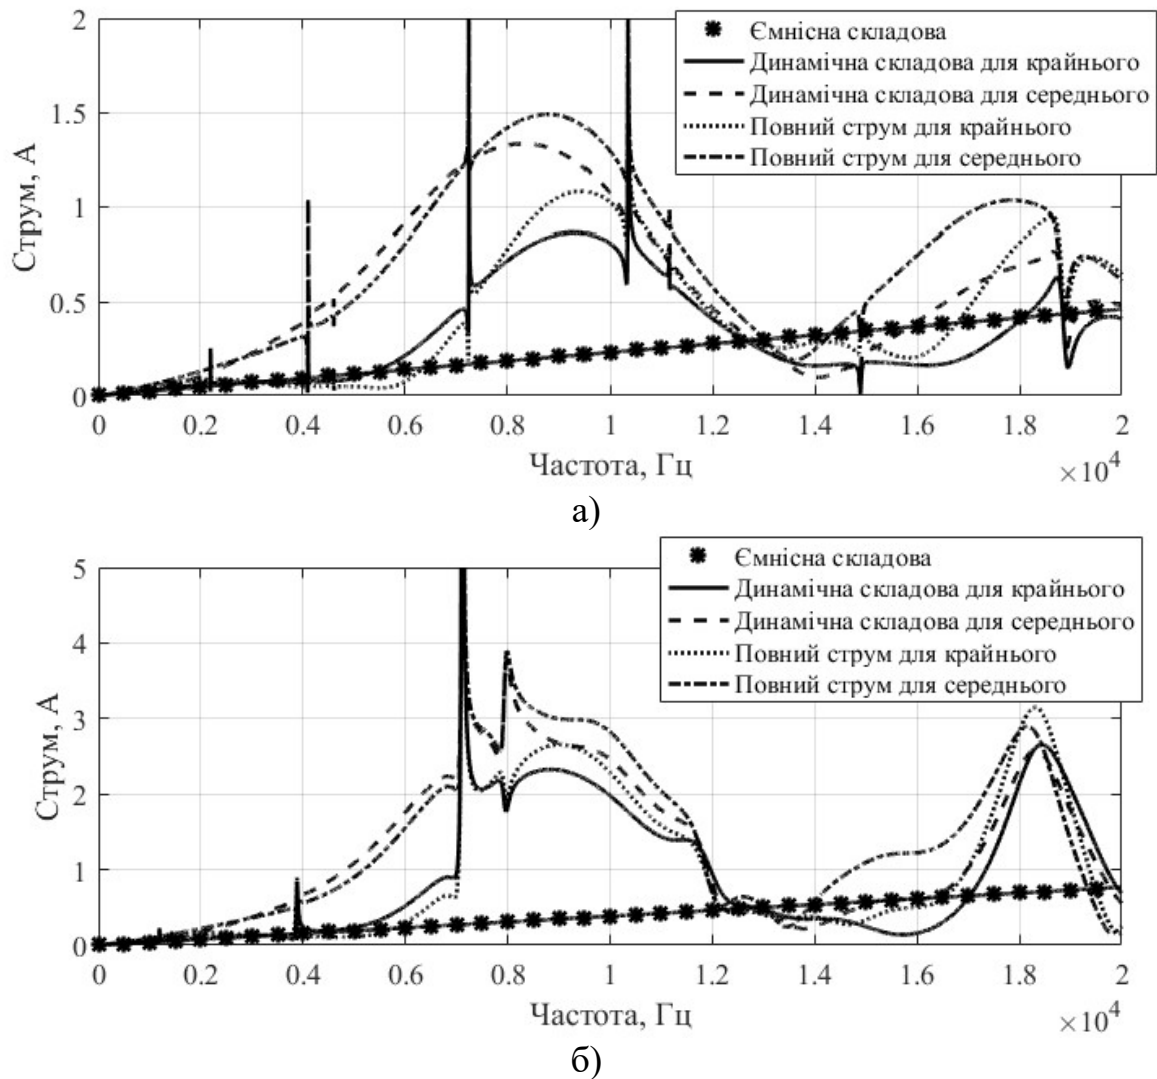 2
1.5
1
0.5
0
Струм, А
Ємнісна складова
Динамічна складова для крайнього
Динамічна складова для середнього
Повний струм для крайнього
Повний струм для середнього
0 0.2 0.4 0.6 0.8 1 1.2 1.4 1.6 1.8 2
Частота, Гц
×10⁴
а)
5
4
3
2
1
0
Струм, А
Ємнісна складова
Динамічна складова для крайнього
Динамічна складова для середнього
Повний струм для крайнього
Повний струм для середнього
0 0.2 0.4 0.6 0.8 1 1.2 1.4 1.6 1.8 2
Частота, Гц
×10⁴
б)